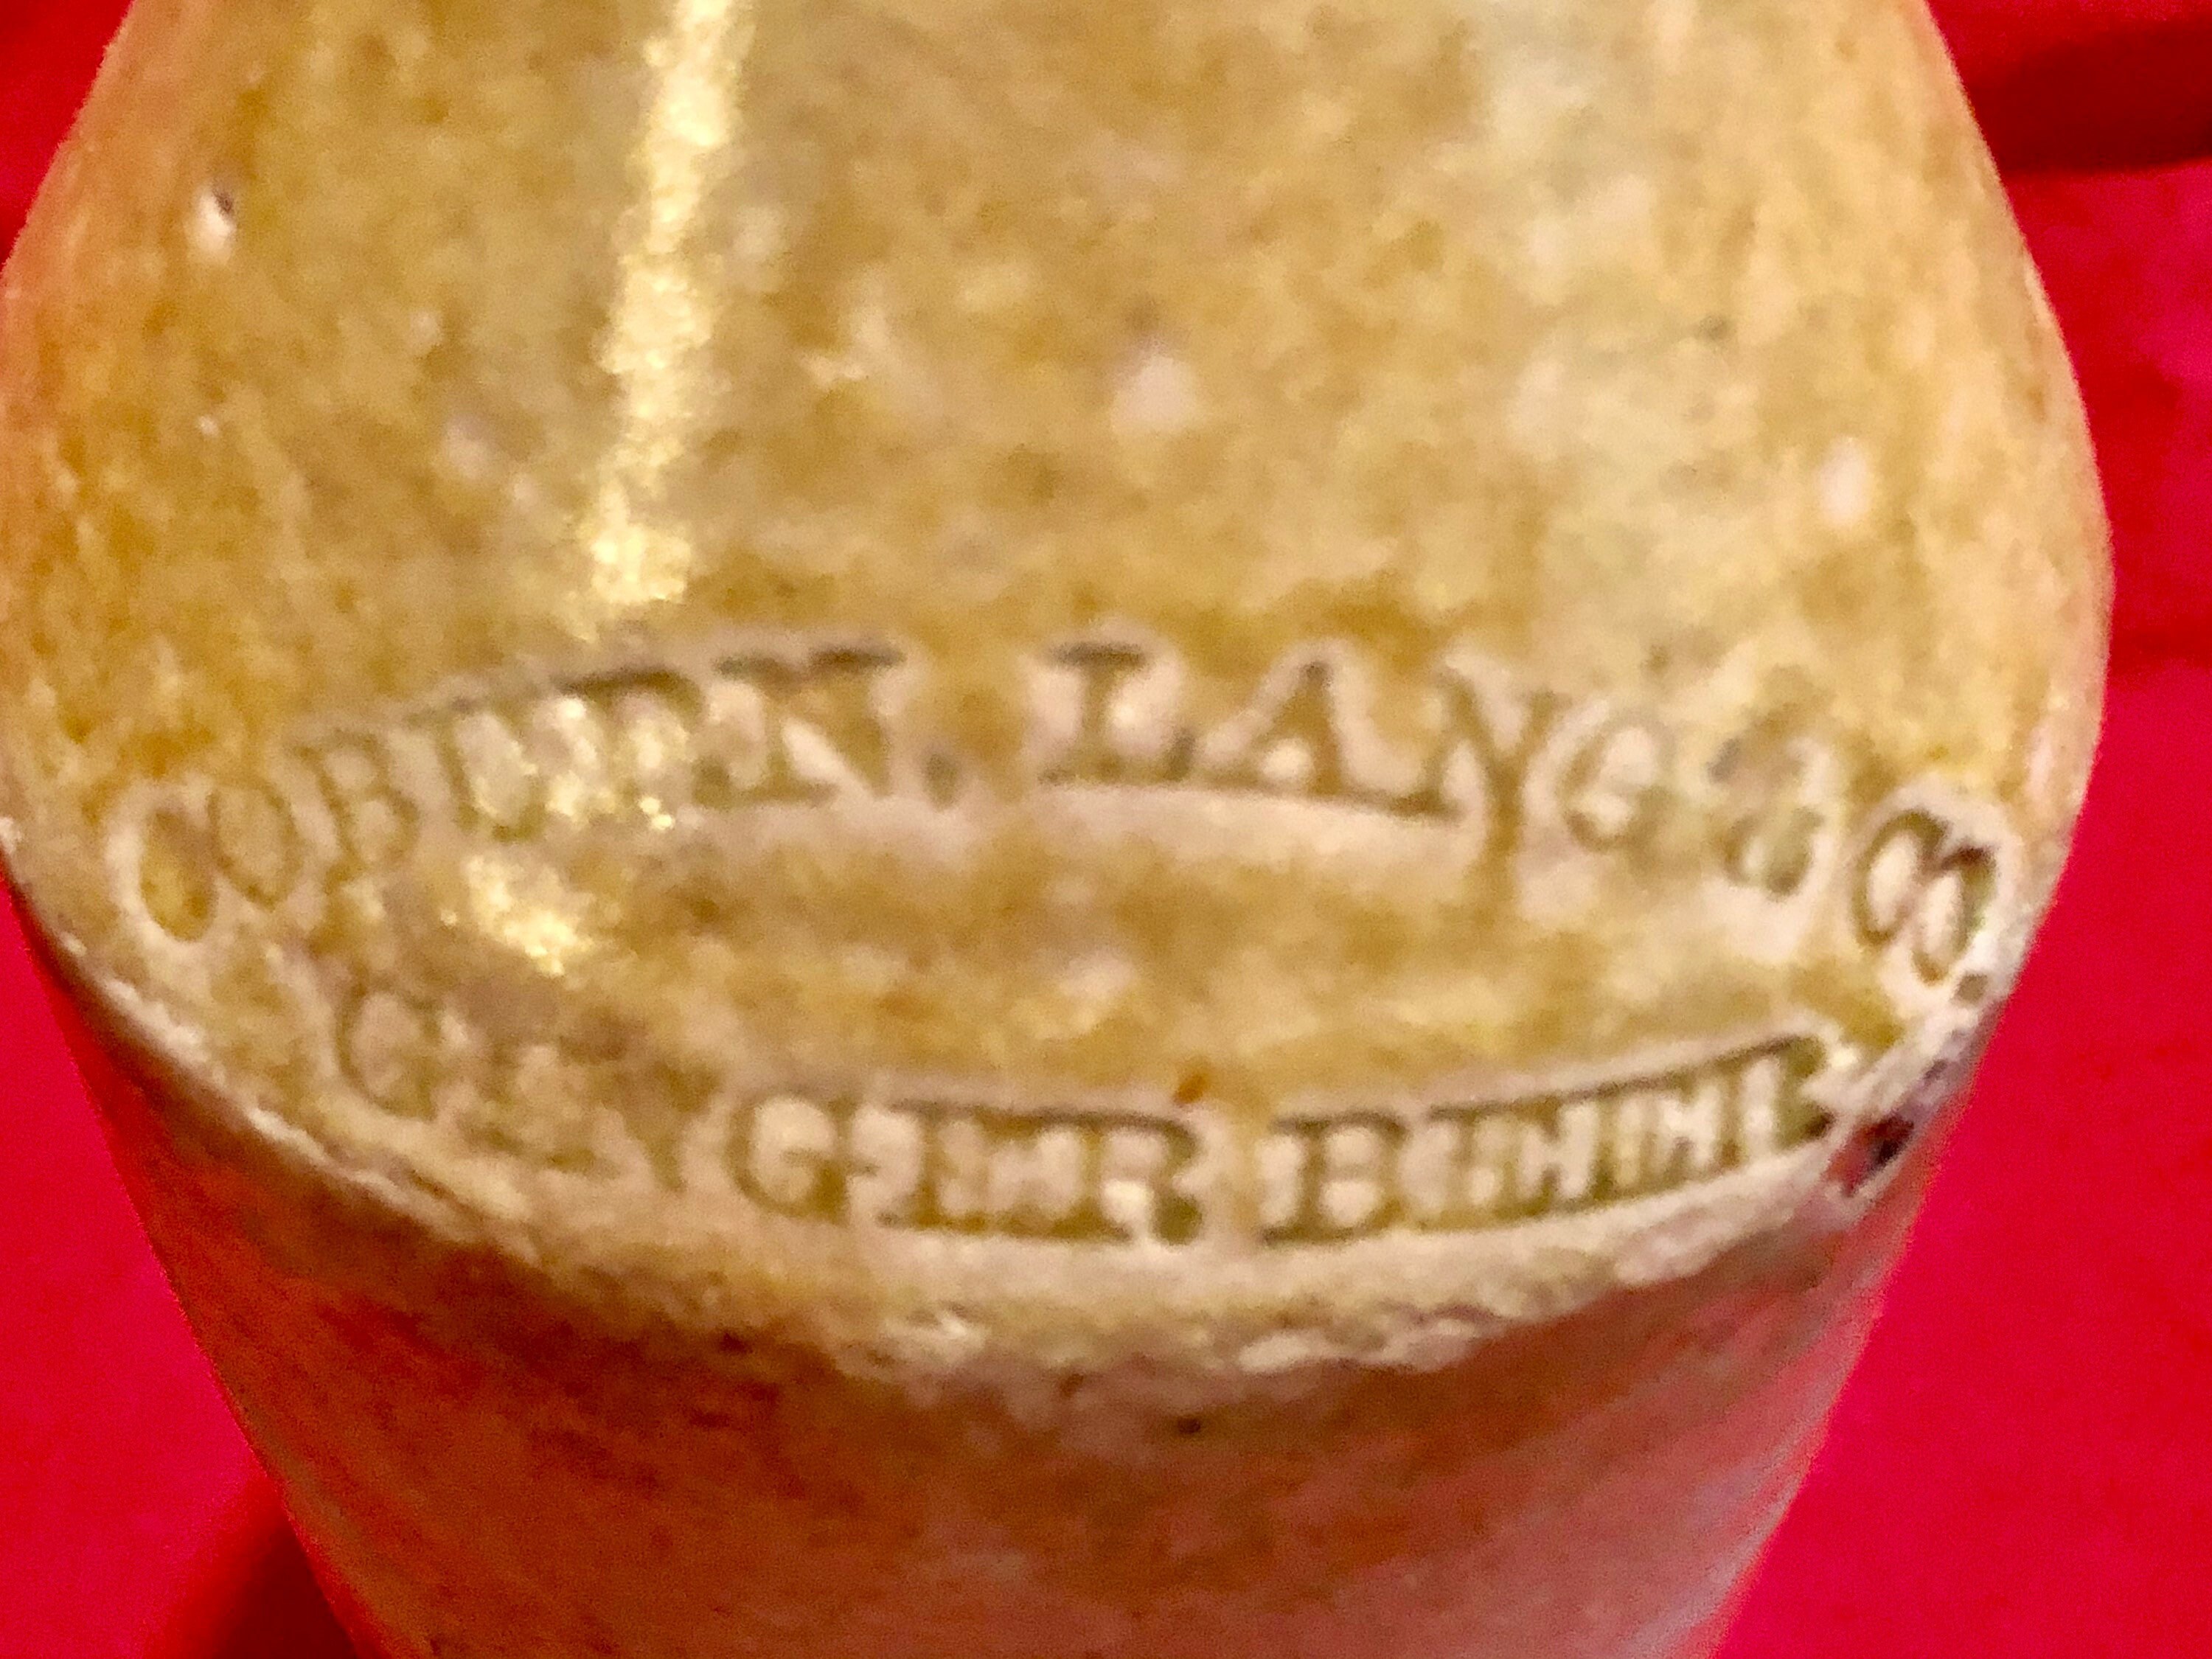 COBURN, LANG & CO.
GINGER BEER